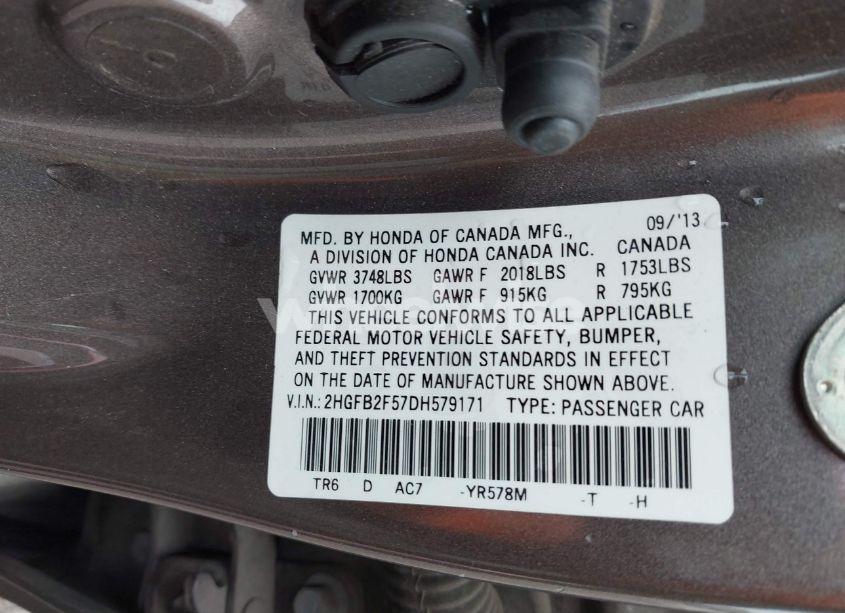 MFD. BY HONDA OF CANADA MFG., 09/'13
A DIVISION OF HONDA CANADA INC. CANADA
GVWR 3748LBS GAWR F 2018LBS R 1753LBS
GVWR 1700KG GAWR F 915KG R 795KG
THIS VEHICLE CONFORMS TO ALL APPLICABLE
FEDERAL MOTOR VEHICLE SAFETY, BUMPER,
AND THEFT PREVENTION STANDARDS IN EFFECT
ON THE DATE OF MANUFACTURE SHOWN ABOVE.
V.I.N.: 2HGFB2F57DH579171 TYPE: PASSENGER CAR
TR6 D AC7 -YR578M -T -H